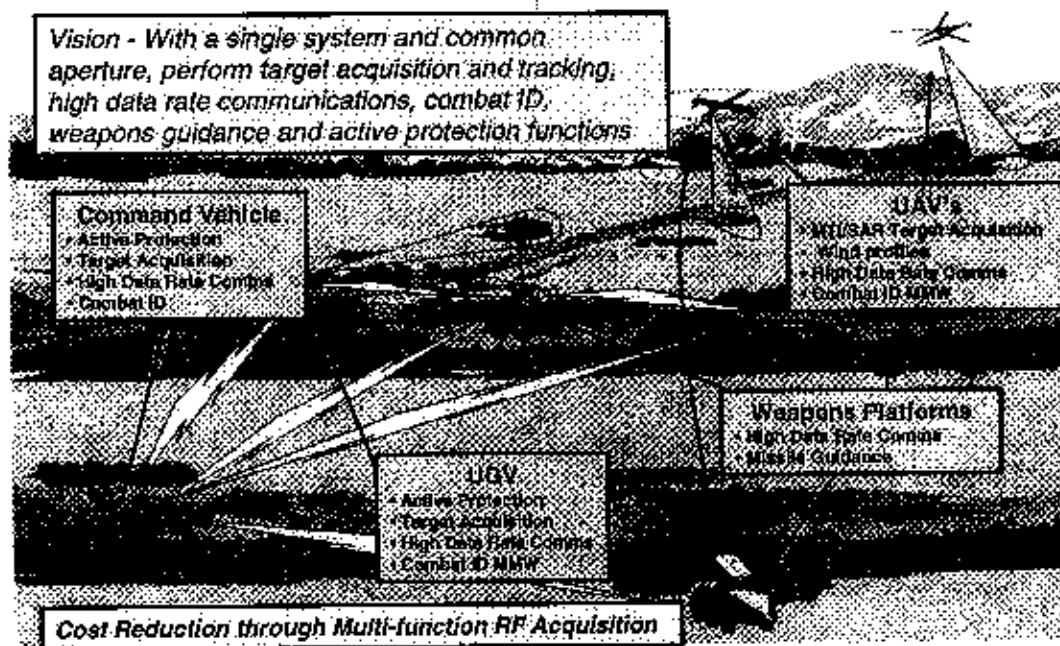 Vision - With a single system and common
aperture, perform target acquisition and tracking,
high data rate communications, combat ID,
weapons guidance and active protection functions
Command Vehicle
• Active Protection
• Target Acquisition
• High Data Rate Comms
• Combat ID
UAV's
• MTI/SAR Target Acquisition
• Wind profiles
• High Data Rate Comms
• Combat ID MMW
Weapons Platforms
• High Data Rate Comms
• Missile Guidance
UGV
• Active Protection
• Target Acquisition
• High Data Rate Comms
• Combat ID MMW
Cost Reduction through Multi-function RF Acquisition